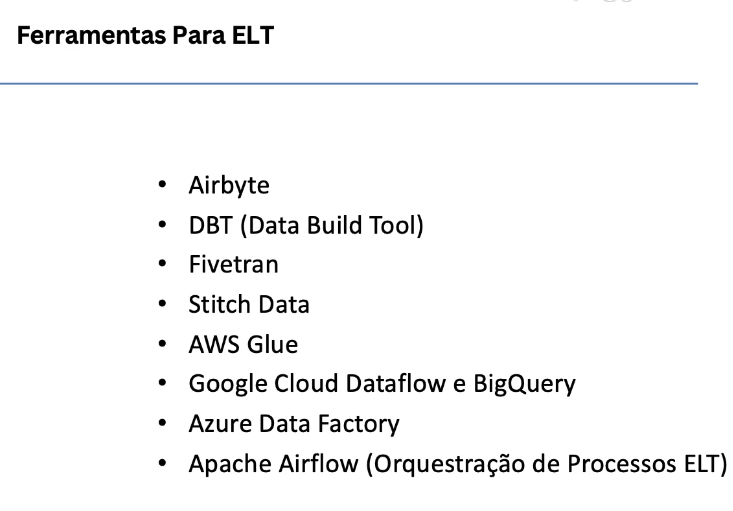 Ferramentas Para ELT
• Airbyte
• DBT (Data Build Tool)
• Fivetran
• Stitch Data
• AWS Glue
• Google Cloud Dataflow e BigQuery
• Azure Data Factory
• Apache Airflow (Orquestração de Processos ELT)